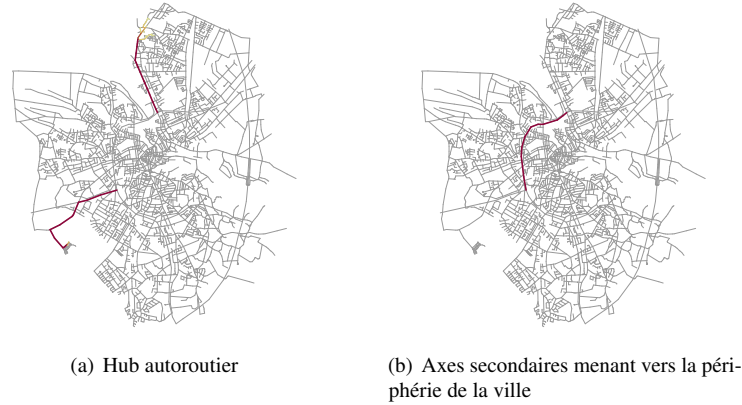 (a) Hub autoroutier
(b) Axes secondaires menant vers la péri-
phérie de la ville